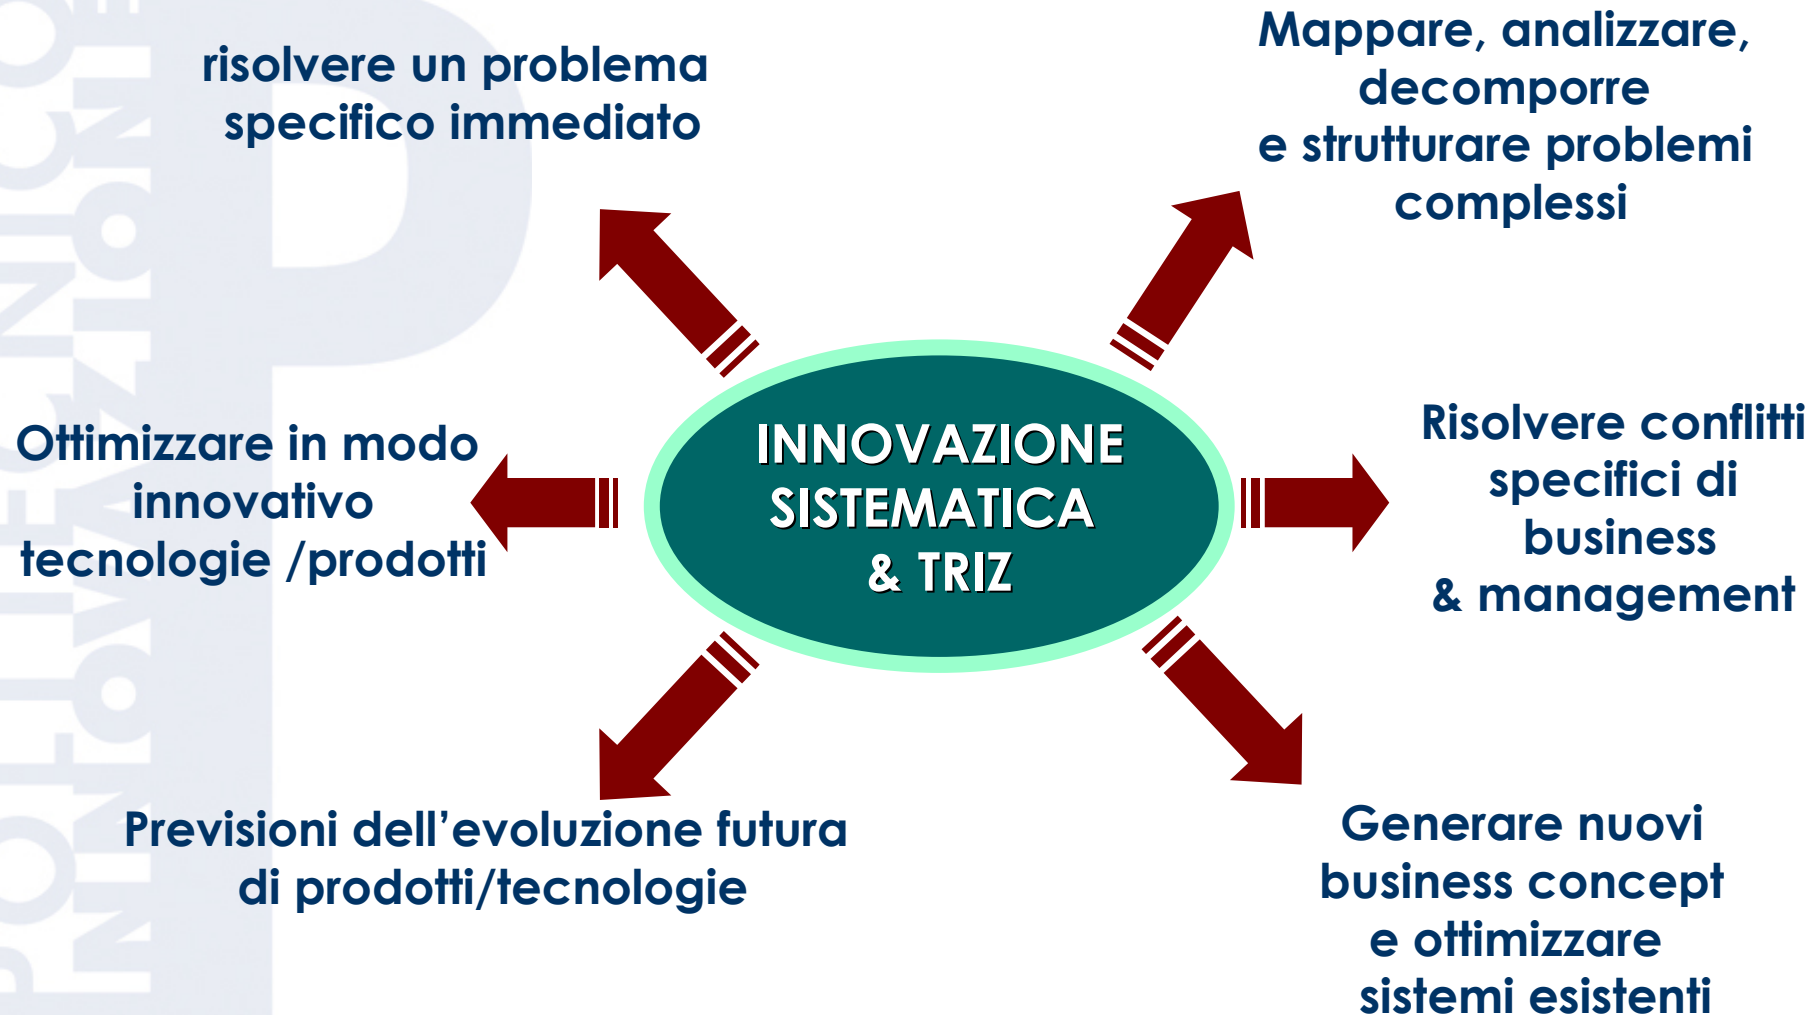 risolvere un problema
specifico immediato
Mappare, analizzare,
decomporre
e strutturare problemi
complessi
Ottimizzare in modo
innovativo
tecnologie /prodotti
INNOVAZIONE
SISTEMATICA
& TRIZ
Risolvere conflitti
specifici di
business
& management
Previsioni dell’evoluzione futura
di prodotti/tecnologie
Generare nuovi
business concept
e ottimizzare
sistemi esistenti